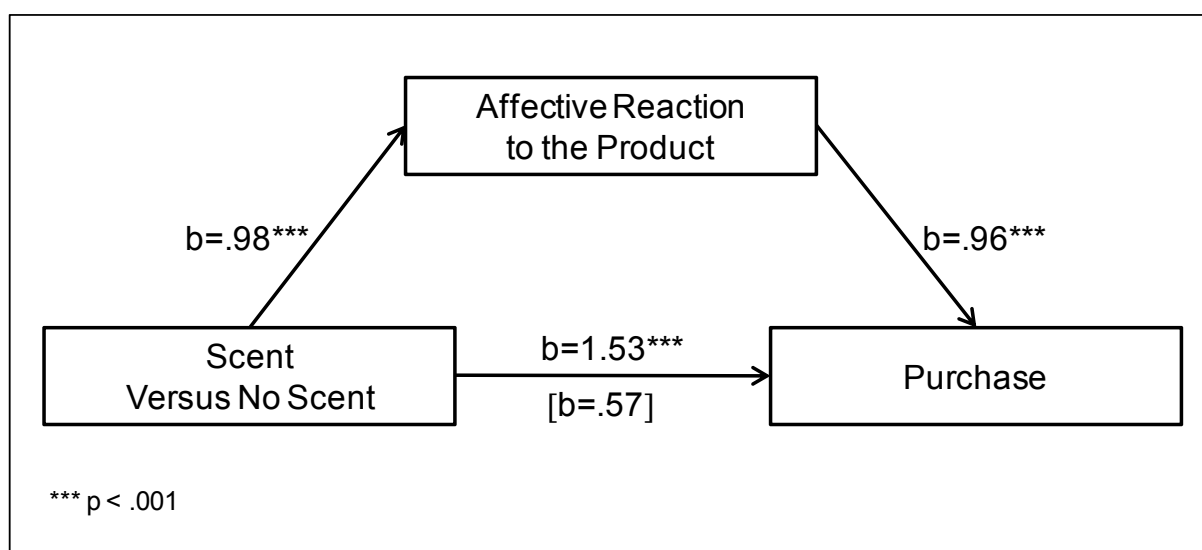 Affective Reaction
to the Product
b=.98***
b=.96***
Scent
Versus No Scent
b=1.53***
[b=.57]
Purchase
*** p < .001